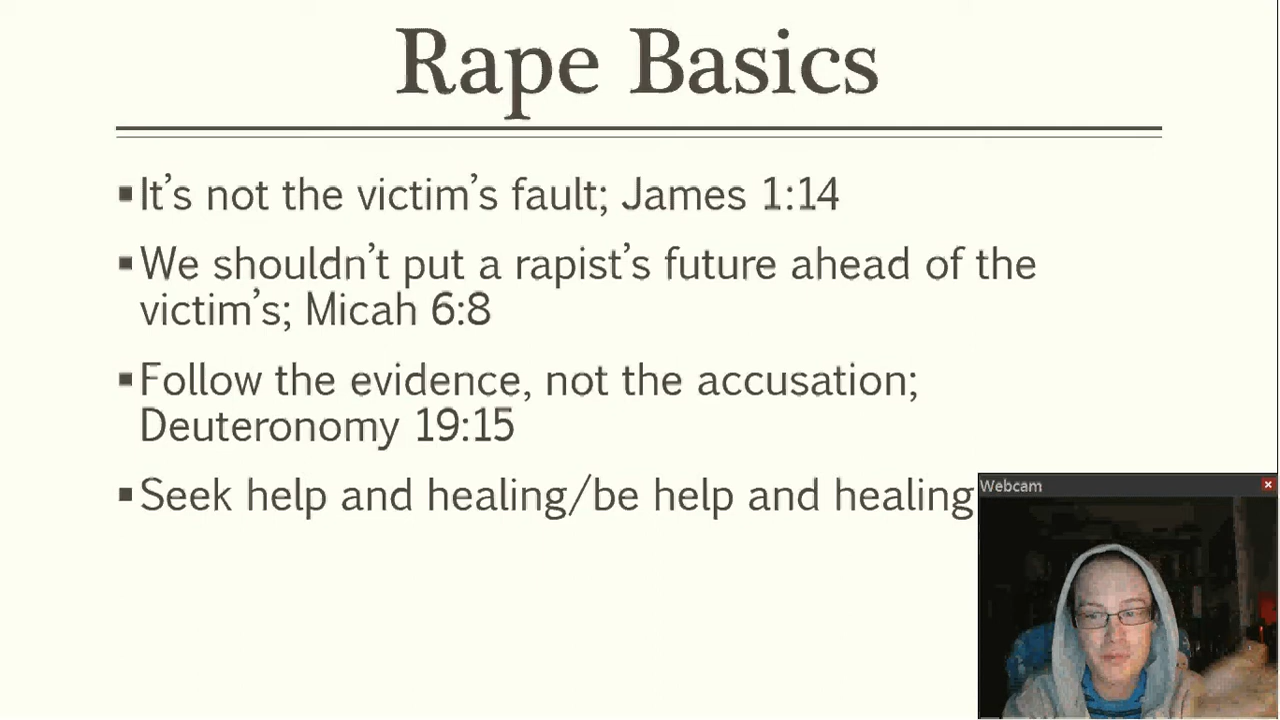 Rape Basics
▪It’s not the victim’s fault; James 1:14
▪We shouldn’t put a rapist’s future ahead of the
victim’s; Micah 6:8
▪Follow the evidence, not the accusation;
Deuteronomy 19:15
▪Seek help and healing/be help and healing
Webcam